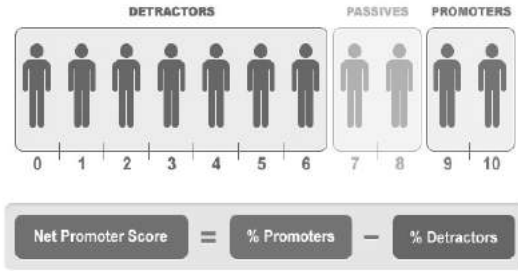 DETRACTORS PASSIVES PROMOTERS
0 1 2 3 4 5 6 7 8 9 10
Net Promoter Score = % Promoters – % Detractors